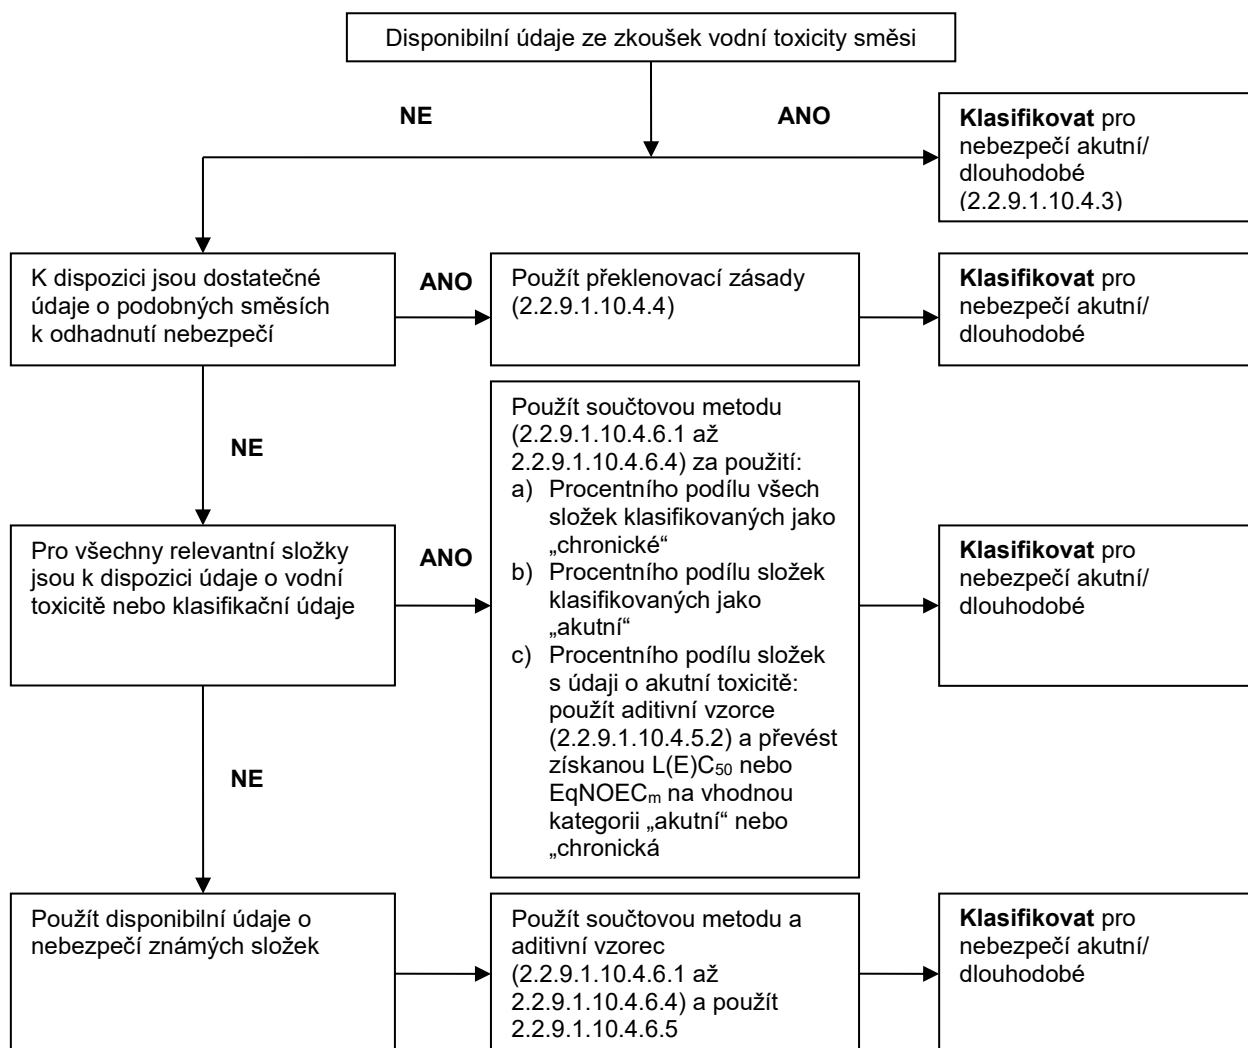 Disponibilní údaje ze zkoušek vodní toxicity směsi
NE
ANO
Klasifikovat pro
nebezpečí akutní/
dlouhodobé
(2.2.9.1.10.4.3)
K dispozici jsou dostatečné
údaje o podobných směsích
k odhadnutí nebezpečí
ANO
Použít překlenovací zásady
(2.2.9.1.10.4.4)
Klasifikovat pro
nebezpečí akutní/
dlouhodobé
NE
Použít součtovou metodu
(2.2.9.1.10.4.6.1 až
2.2.9.1.10.4.6.4) za použití:
a) Procentního podílu všech
složek klasifikovaných jako
„chronické“
b) Procentního podílu složek
klasifikovaných jako
„akutní“
c) Procentního podílu složek
s údaji o akutní toxicitě:
použít aditivní vzorce
(2.2.9.1.10.4.5.2) a převést
získanou L(E)C₅₀ nebo
EqNOECₘ na vhodnou
kategorii „akutní“ nebo
„chronická
Pro všechny relevantní složky
jsou k dispozici údaje o vodní
toxicitě nebo klasifikační údaje
ANO
Klasifikovat pro
nebezpečí akutní/
dlouhodobé
NE
Použít disponibilní údaje o
nebezpečí známých složek
Použít součtovou metodu a
aditivní vzorec
(2.2.9.1.10.4.6.1 až
2.2.9.1.10.4.6.4) a použít
2.2.9.1.10.4.6.5
Klasifikovat pro
nebezpečí akutní/
dlouhodobé